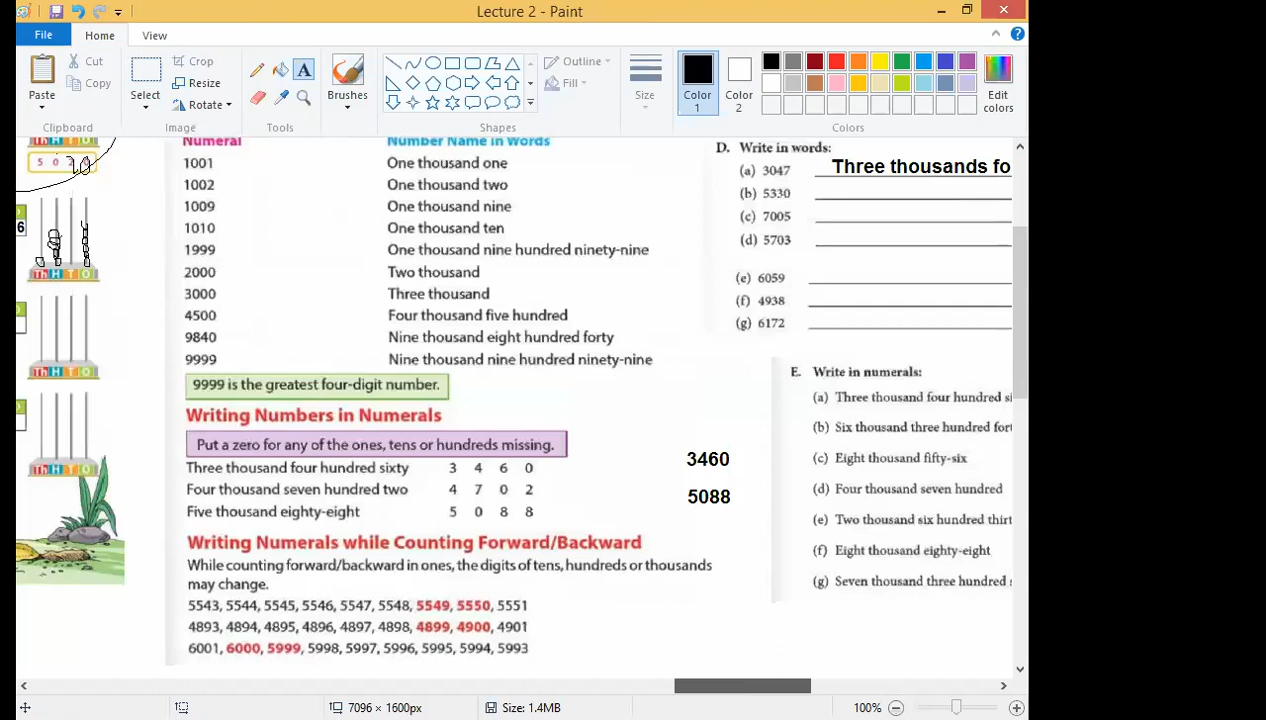 Lecture 2 - Paint
File Home View
Paste
Cut
Copy
Clipboard
Select
Crop
Resize
Rotate
Image
A
Tools
Brushes
Shapes
Outline
Fill
Size
Color 1
Color 2
Edit colors
Colors
Th H T O
5 0 2 0
6
Th H T O
Th H T O
Th H T O
Numeral Number Name in Words
1001 One thousand one
1002 One thousand two
1009 One thousand nine
1010 One thousand ten
1999 One thousand nine hundred ninety-nine
2000 Two thousand
3000 Three thousand
4500 Four thousand five hundred
9840 Nine thousand eight hundred forty
9999 Nine thousand nine hundred ninety-nine
9999 is the greatest four-digit number.
Writing Numbers in Numerals
Put a zero for any of the ones, tens or hundreds missing.
Three thousand four hundred sixty 3 4 6 0
Four thousand seven hundred two 4 7 0 2
Five thousand eighty-eight 5 0 8 8
3460
5088
Writing Numerals while Counting Forward/Backward
While counting forward/backward in ones, the digits of tens, hundreds or thousands
may change.
5543, 5544, 5545, 5546, 5547, 5548, 5549, 5550, 5551
4893, 4894, 4895, 4896, 4897, 4898, 4899, 4900, 4901
6001, 6000, 5999, 5998, 5997, 5996, 5995, 5994, 5993
D. Write in words:
(a) 3047 Three thousands fo
(b) 5330
(c) 7005
(d) 5703
(e) 6059
(f) 4938
(g) 6172
E. Write in numerals:
(a) Three thousand four hundred si
(b) Six thousand three hundred fort
(c) Eight thousand fifty-six
(d) Four thousand seven hundred
(e) Two thousand six hundred thirt
(f) Eight thousand eighty-eight
(g) Seven thousand three hundred
7096 × 1600px Size: 1.4MB 100%